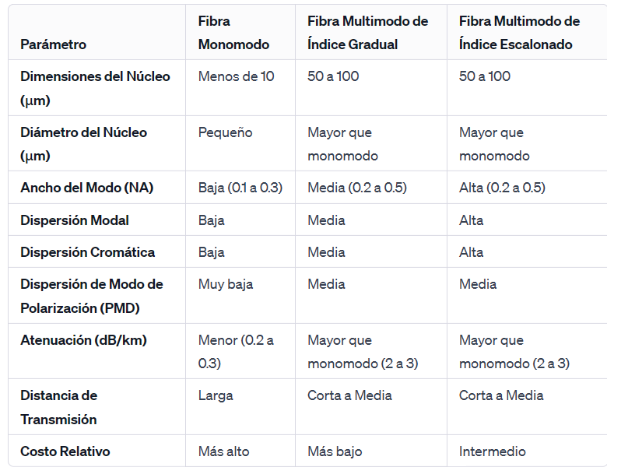 Parámetro
Fibra
Monomodo
Fibra Multimodo de
Índice Gradual
Fibra Multimodo de
Índice Escalonado
Dimensiones del Núcleo
(μm)
Menos de 10
50 a 100
50 a 100
Diámetro del Núcleo
(μm)
Pequeño
Mayor que
monomodo
Mayor que
monomodo
Ancho del Modo (NA)
Baja (0.1 a 0.3)
Media (0.2 a 0.5)
Alta (0.2 a 0.5)
Dispersión Modal
Baja
Media
Alta
Dispersión Cromática
Baja
Media
Alta
Dispersión de Modo de
Polarización (PMD)
Muy baja
Media
Media
Atenuación (dB/km)
Menor (0.2 a
0.3)
Mayor que
monomodo (2 a 3)
Mayor que
monomodo (2 a 3)
Distancia de
Transmisión
Larga
Corta a Media
Corta a Media
Costo Relativo
Más alto
Más bajo
Intermedio